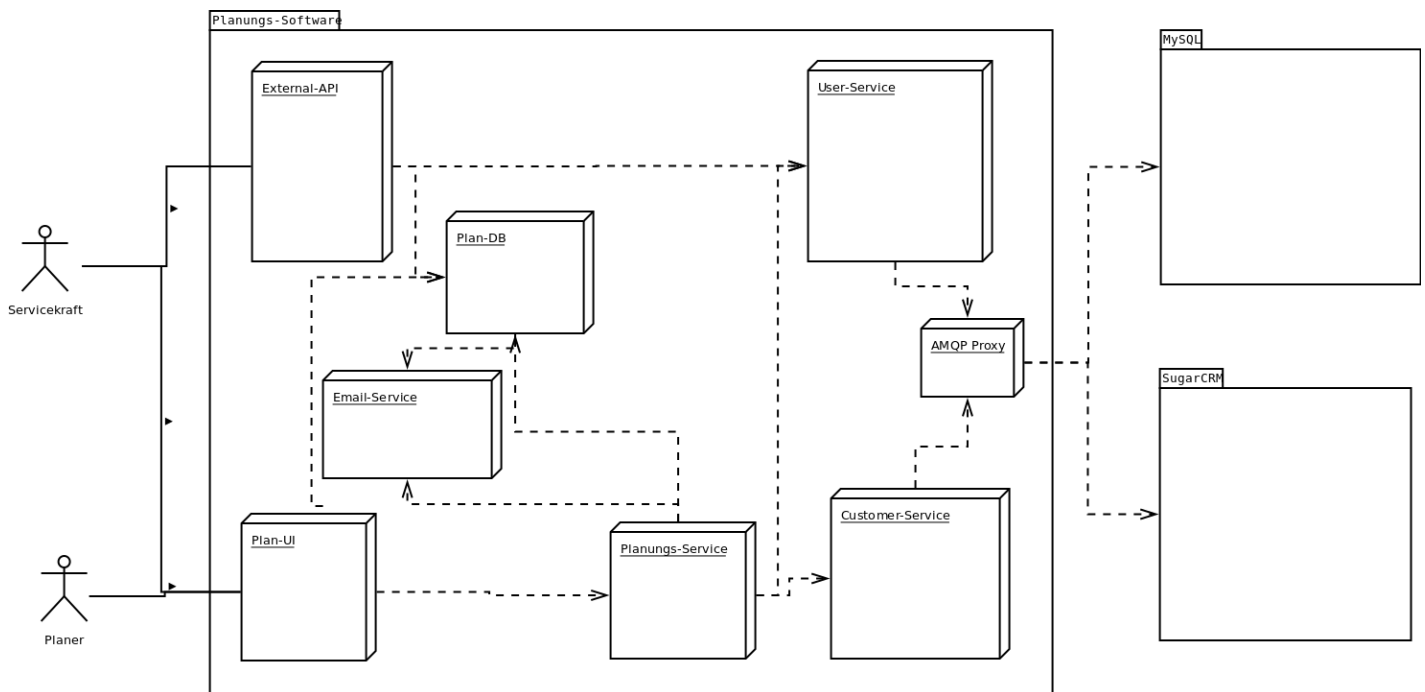 Planungs-Software
MySQL
External-API
User-Service
Plan-DB
Servicekraft
AMQP Proxy
SugarCRM
Email-Service
Customer-Service
Plan-UI
Planungs-Service
Planer